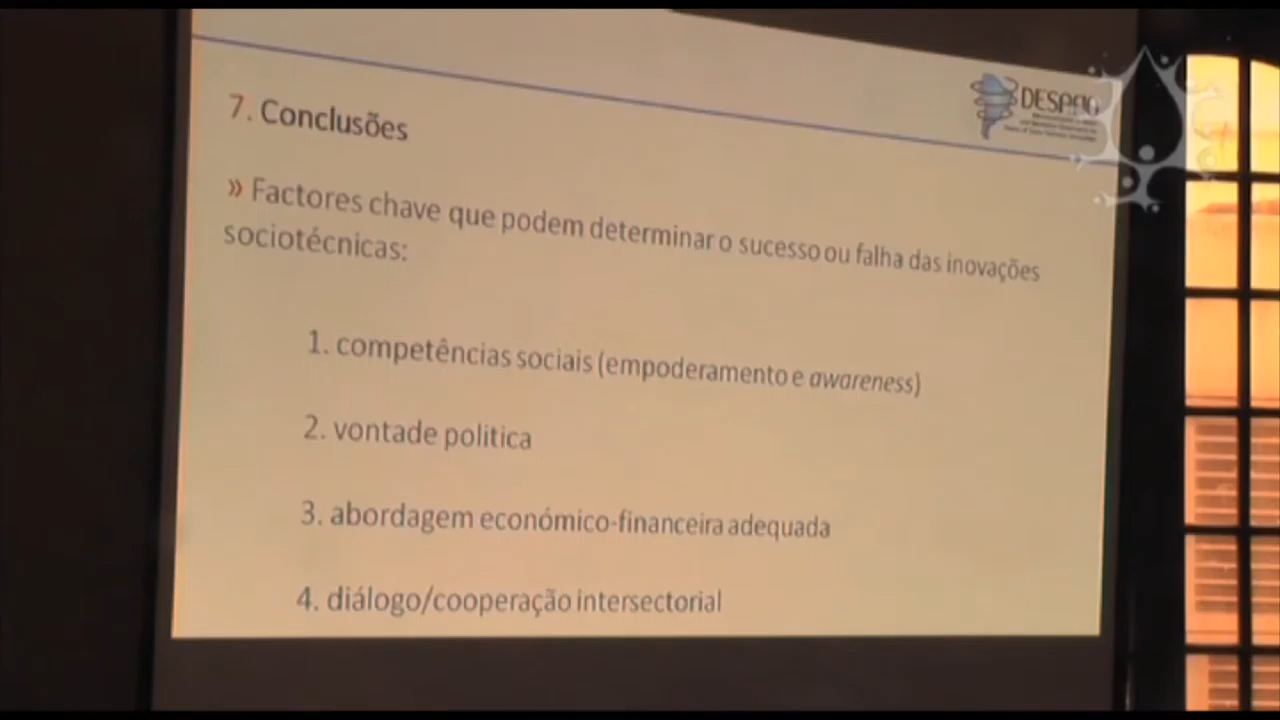 DESAFIO
7. Conclusões
» Factores chave que podem determinar o sucesso ou falha das inovações
sociotécnicas:
1. competências sociais (empoderamento e awareness)
2. vontade politica
3. abordagem económico-financeira adequada
4. diálogo/cooperação intersectorial